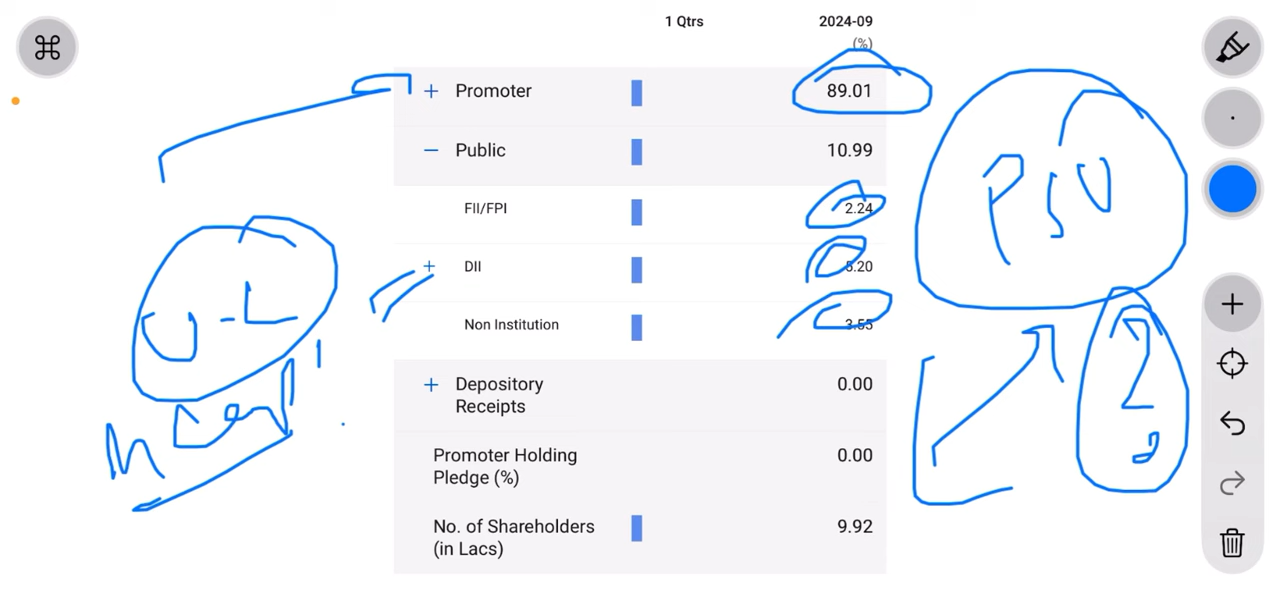 1 Qtrs 2024-09
(%)
+ Promoter 89.01
− Public 10.99
FII/FPI 2.24
+ DII 5.20
Non Institution 3.55
+ Depository Receipts 0.00
Promoter Holding Pledge (%) 0.00
No. of Shareholders (in Lacs) 9.92
PSU
U-L